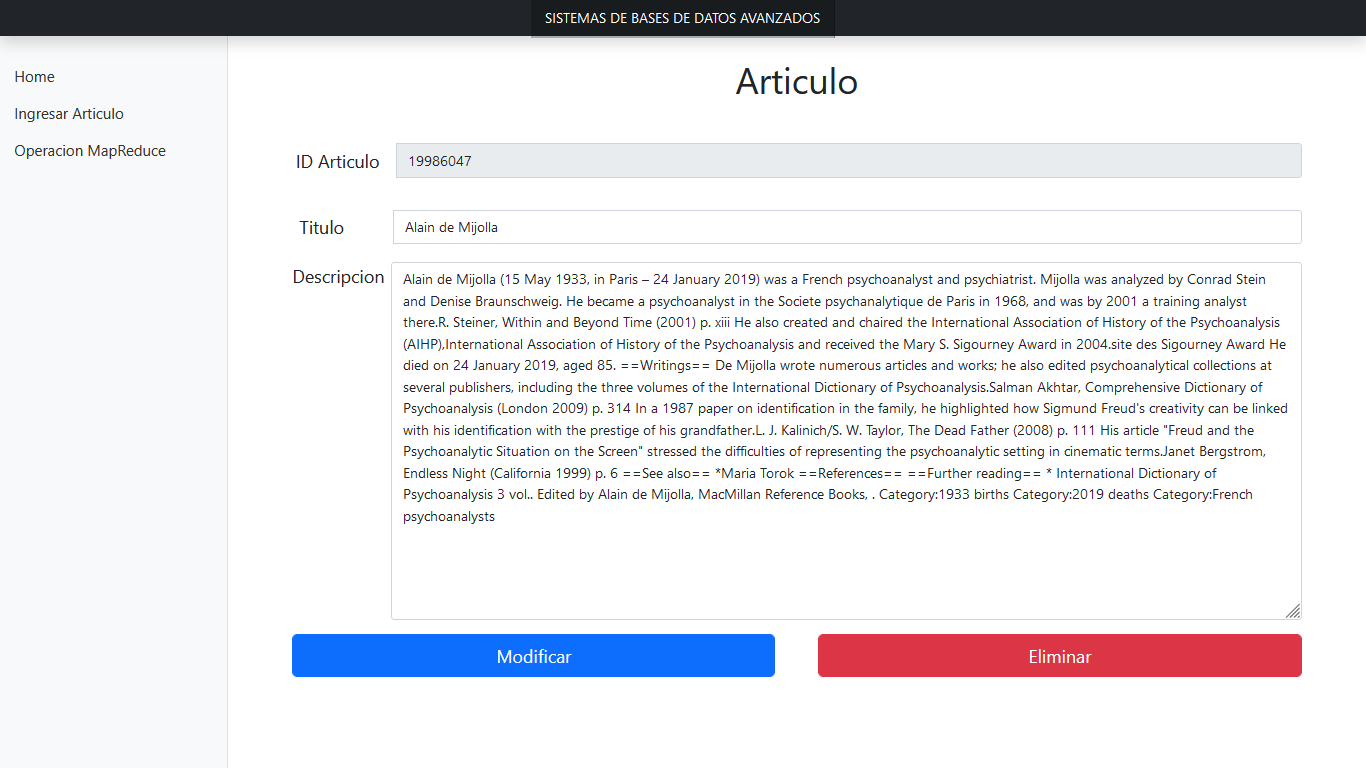 SISTEMAS DE BASES DE DATOS AVANZADOS
Home
Ingresar Articulo
Operacion MapReduce
Articulo
ID Articulo
19986047
Titulo
Alain de Mijolla
Descripcion
Alain de Mijolla (15 May 1933, in Paris – 24 January 2019) was a French psychoanalyst and psychiatrist. Mijolla was analyzed by Conrad Stein
and Denise Braunschweig. He became a psychoanalyst in the Societe psychanalytique de Paris in 1968, and was by 2001 a training analyst
there.R. Steiner, Within and Beyond Time (2001) p. xiii He also created and chaired the International Association of History of the Psychoanalysis
(AIHP),International Association of History of the Psychoanalysis and received the Mary S. Sigourney Award in 2004.site des Sigourney Award He
died on 24 January 2019, aged 85. ==Writings== De Mijolla wrote numerous articles and works; he also edited psychoanalytical collections at
several publishers, including the three volumes of the International Dictionary of Psychoanalysis.Salman Akhtar, Comprehensive Dictionary of
Psychoanalysis (London 2009) p. 314 In a 1987 paper on identification in the family, he highlighted how Sigmund Freud's creativity can be linked
with his identification with the prestige of his grandfather.L. J. Kalinich/S. W. Taylor, The Dead Father (2008) p. 111 His article "Freud and the
Psychoanalytic Situation on the Screen" stressed the difficulties of representing the psychoanalytic setting in cinematic terms.Janet Bergstrom,
Endless Night (California 1999) p. 6 ==See also== *Maria Torok ==References== ==Further reading== * International Dictionary of
Psychoanalysis 3 vol.. Edited by Alain de Mijolla, MacMillan Reference Books, . Category:1933 births Category:2019 deaths Category:French
psychoanalysts
Modificar
Eliminar